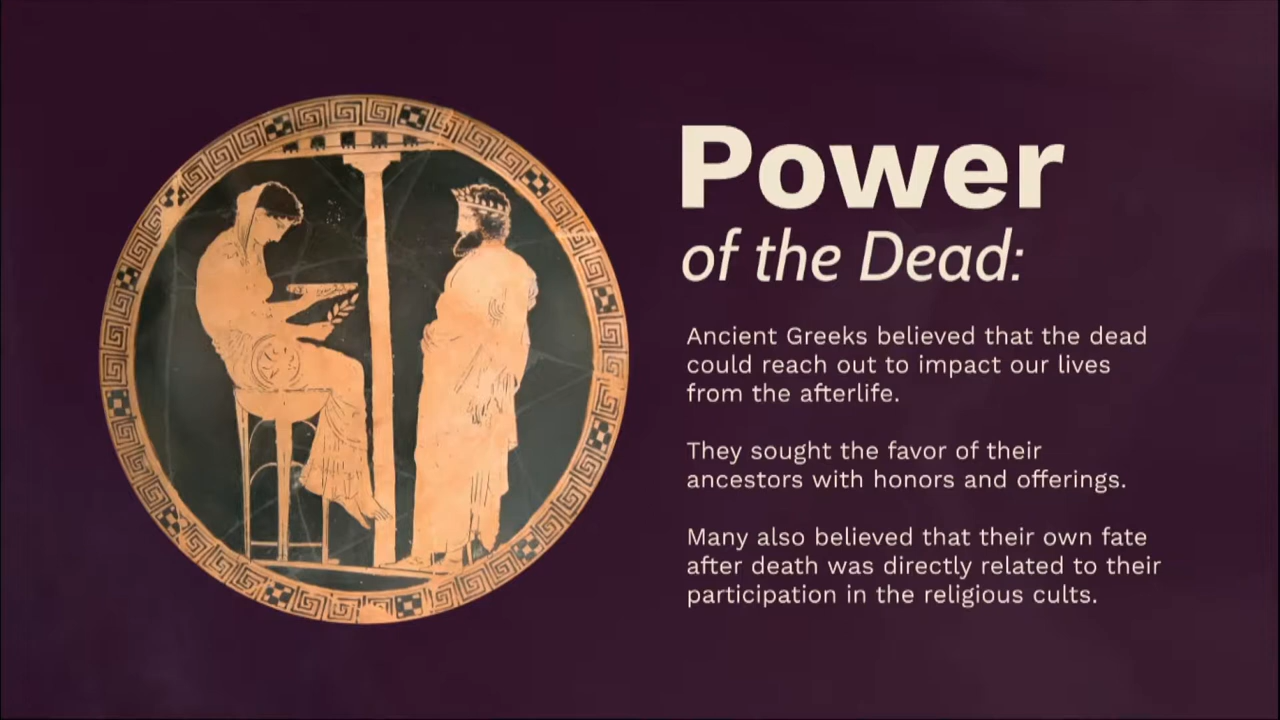 Power
of the Dead:
Ancient Greeks believed that the dead
could reach out to impact our lives
from the afterlife.
They sought the favor of their
ancestors with honors and offerings.
Many also believed that their own fate
after death was directly related to their
participation in the religious cults.